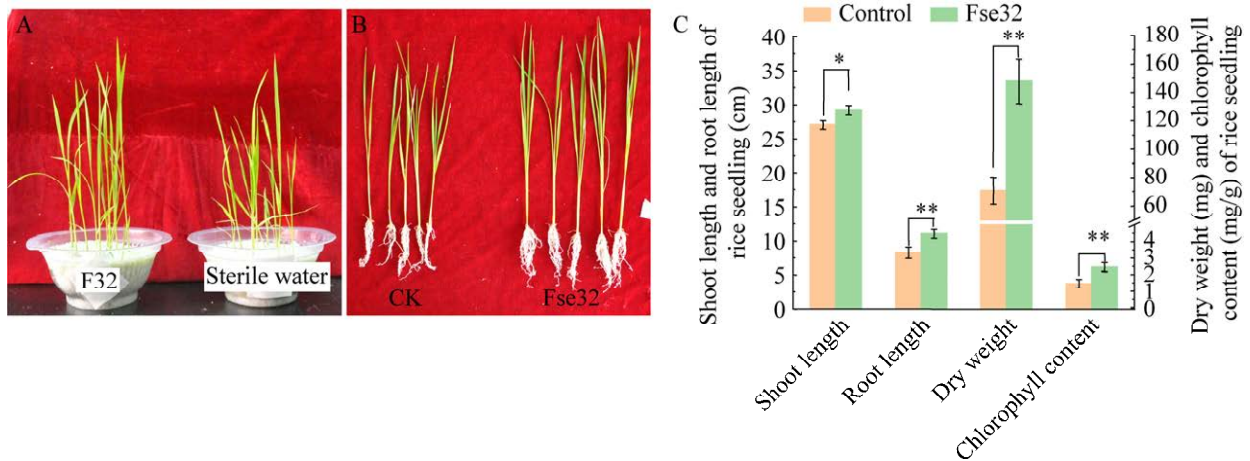 A
F32
Sterile water
B
CK
Fse32
C
Control
Fse32
Shoot length and root length of
rice seedling (cm)
40
35
30
25
20
15
10
5
0
*
**
**
**
180
160
140
120
100
80
60
4
3
2
1
0
Dry weight (mg) and chlorophyll
content (mg/g) of rice seedling
Shoot length
Root length
Dry weight
Chlorophyll content